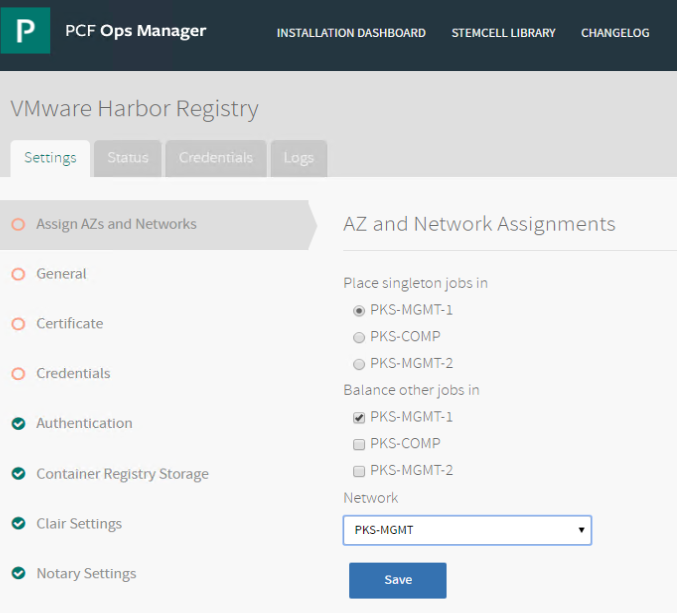 P PCF Ops Manager INSTALLATION DASHBOARD STEMCELL LIBRARY CHANGELOG
VMware Harbor Registry
Settings Status Credentials Logs
Assign AZs and Networks
General
Certificate
Credentials
Authentication
Container Registry Storage
Clair Settings
Notary Settings
AZ and Network Assignments
Place singleton jobs in
PKS-MGMT-1
PKS-COMP
PKS-MGMT-2
Balance other jobs in
PKS-MGMT-1
PKS-COMP
PKS-MGMT-2
Network
PKS-MGMT
Save